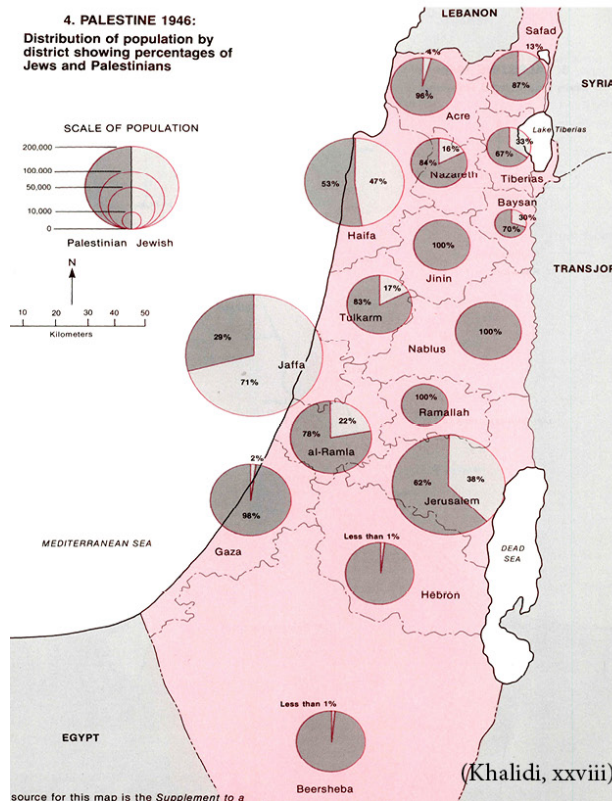 4. PALESTINE 1946:
Distribution of population by
district showing percentages of
Jews and Palestinians
SCALE OF POPULATION
200,000
100,000
50,000
10,000
0
Palestinian Jewish
N
10 20 30 40 50
Kilometers
LEBANON
Safad
13%
87%
SYRIA
4%
96%
Acre
Lake Tiberias
33%
67%
Tiberias
16%
84%
Nazareth
53%
47%
Haifa
Baysan
30%
70%
100%
Jinin
TRANSJOR
17%
83%
Tulkarm
100%
Nablus
29%
71%
Jaffa
100%
Ramallah
22%
78%
al-Ramla
62%
38%
Jerusalem
2%
98%
Gaza
MEDITERRANEAN SEA
DEAD
SEA
Less than 1%
Hebron
Less than 1%
Beersheba
EGYPT
(Khalidi, xxviii)
source for this map is the Supplement to a